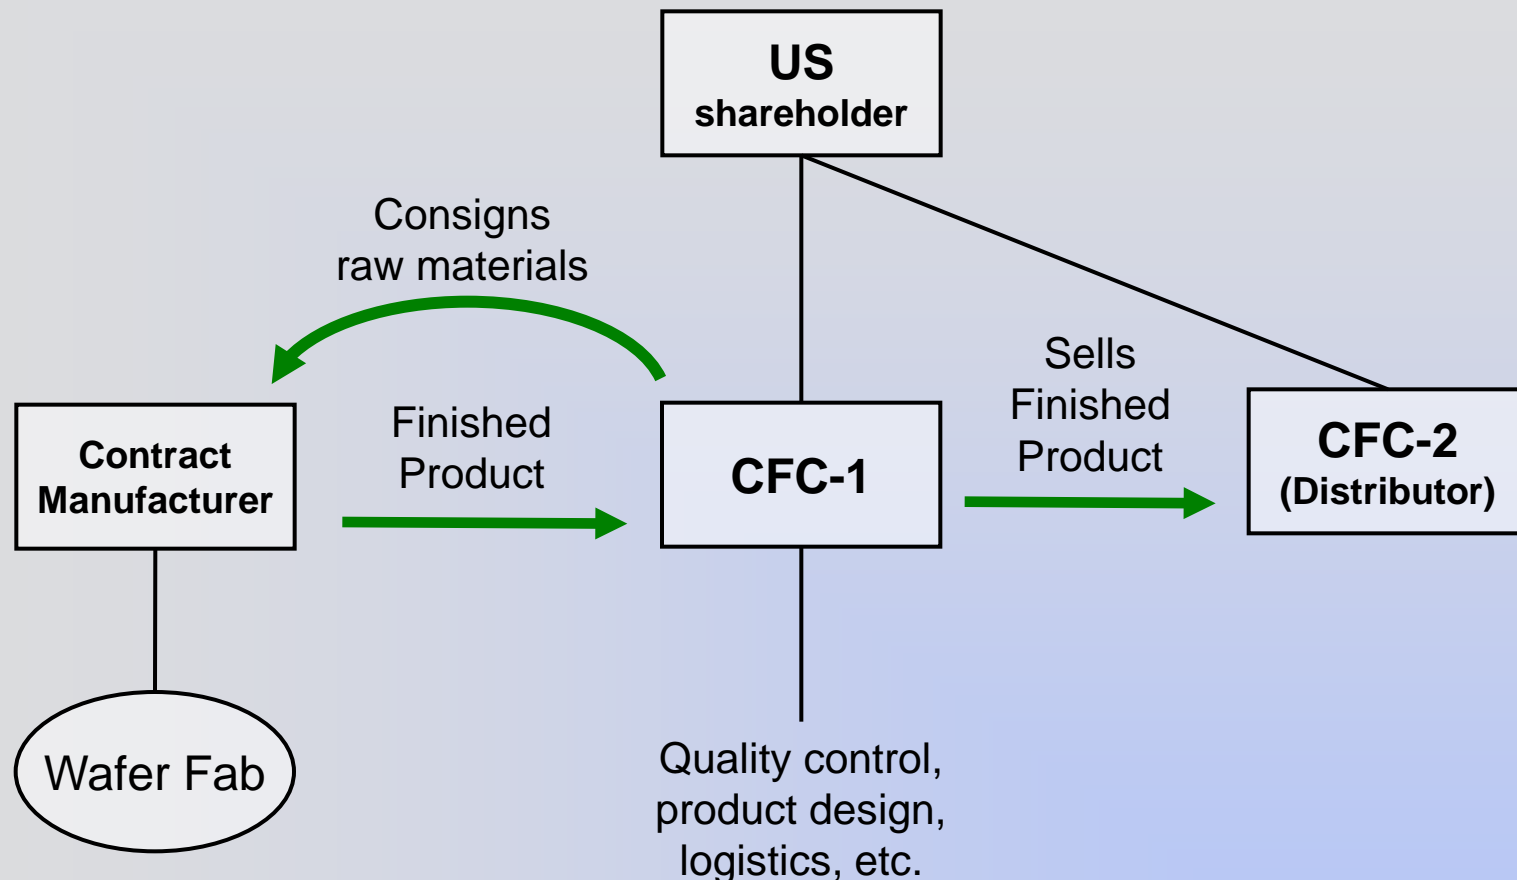 US
shareholder
Consigns
raw materials
Sells
Finished
Product
Finished
Product
Contract
Manufacturer
CFC-1
CFC-2
(Distributor)
Wafer Fab
Quality control,
product design,
logistics, etc.